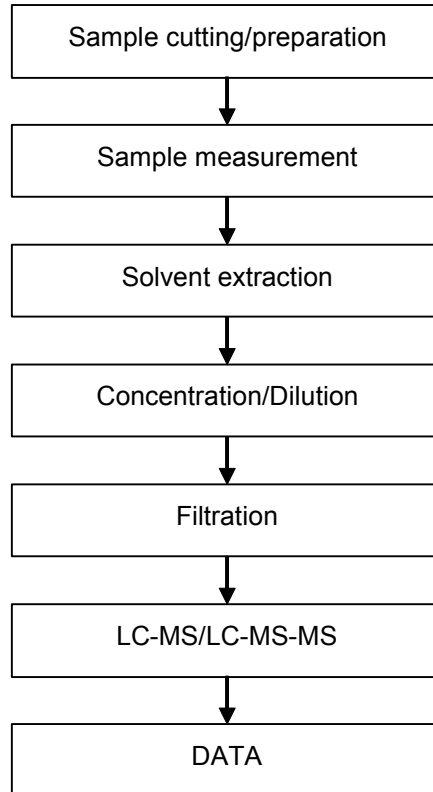 Sample cutting/preparation
Sample measurement
Solvent extraction
Concentration/Dilution
Filtration
LC-MS/LC-MS-MS
DATA